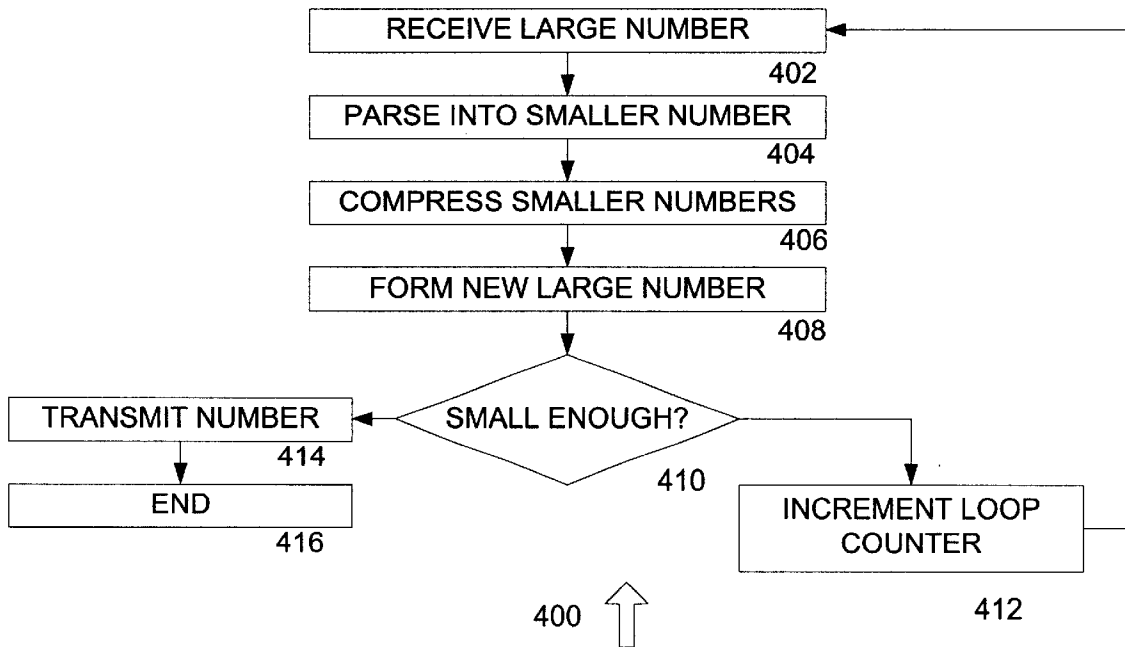 RECEIVE LARGE NUMBER
402
PARSE INTO SMALLER NUMBER
404
COMPRESS SMALLER NUMBERS
406
FORM NEW LARGE NUMBER
408
SMALL ENOUGH?
410
TRANSMIT NUMBER
414
END
416
INCREMENT LOOP
COUNTER
412
400